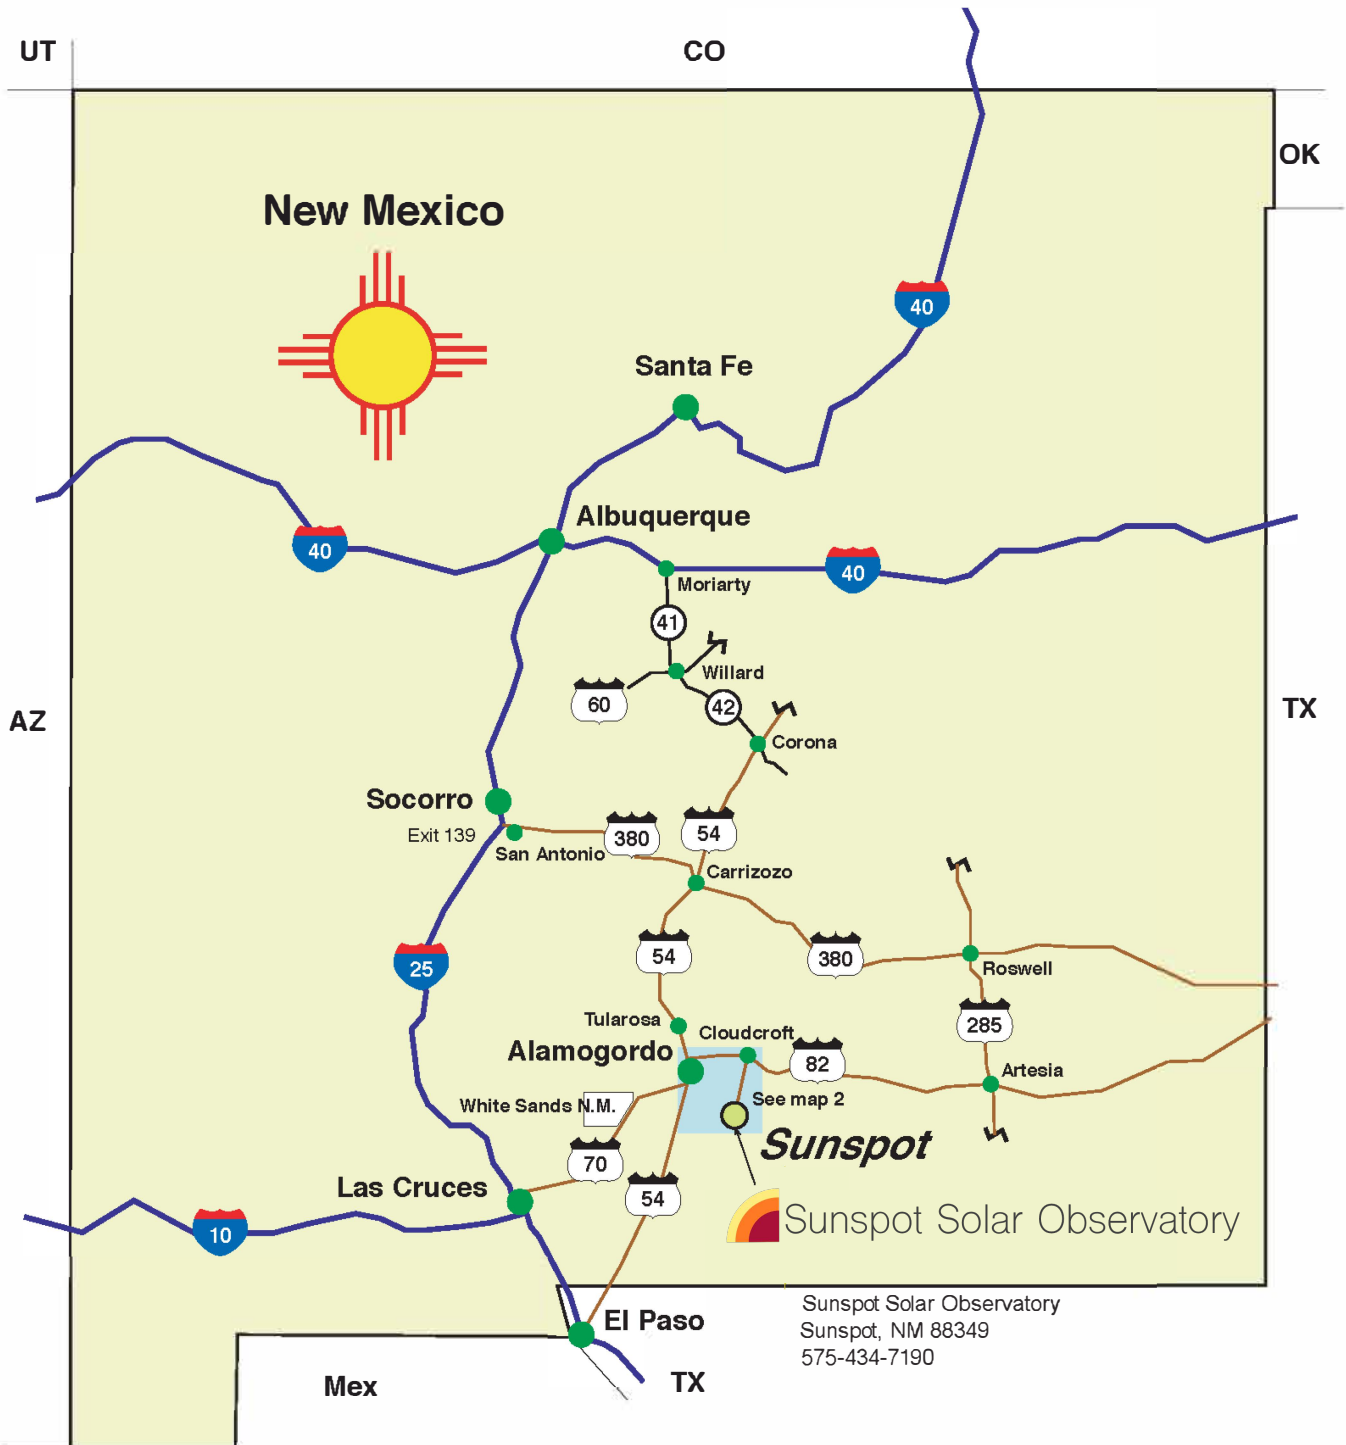 UT
CO
OK
New Mexico
40
Santa Fe
Albuquerque
40
40
Moriarty
41
Willard
60
42
AZ
TX
Corona
Socorro
Exit 139
San Antonio
380
54
Carrizozo
54
380
25
Roswell
Tularosa
285
Cloudcroft
Alamogordo
82
Artesia
White Sands N.M.
See map 2
Sunspot
70
Las Cruces
54
10
Sunspot Solar Observatory
El Paso
Sunspot Solar Observatory
Sunspot, NM 88349
575-434-7190
Mex
TX